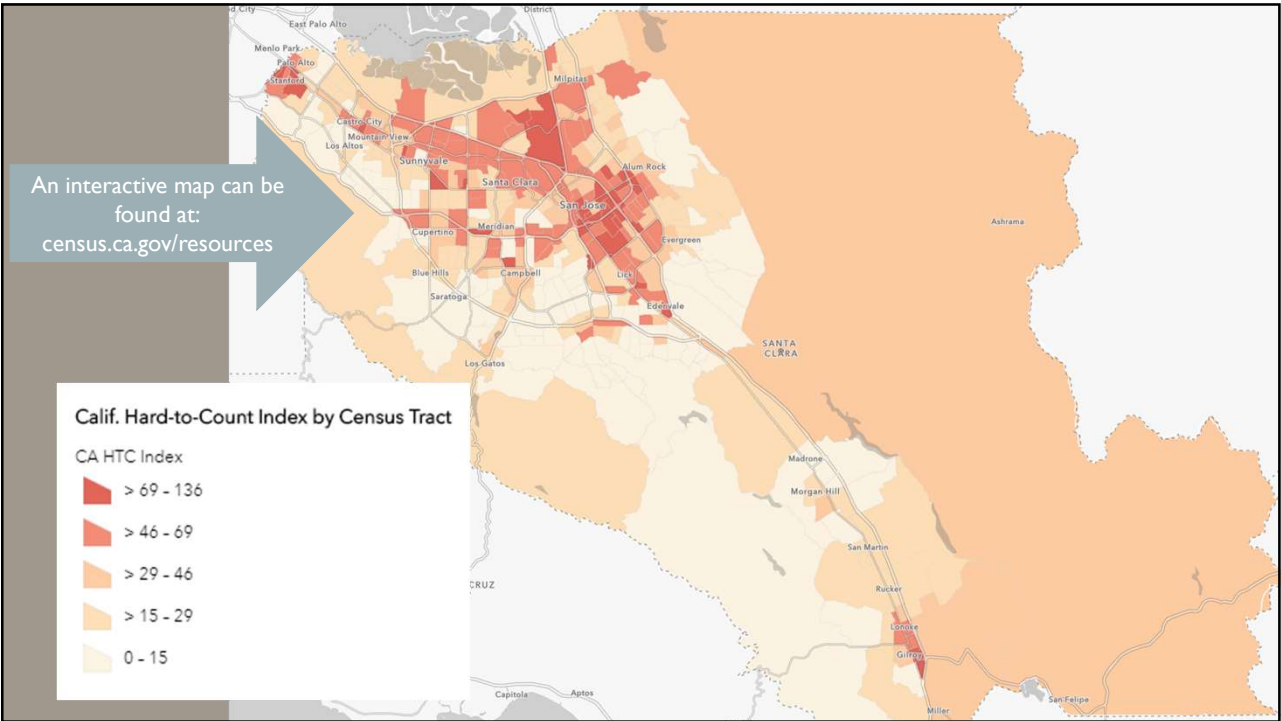 d City
District
East Palo Alto
Menlo Park
Palo Alto
Stanford
Milpitas
Castro City
Mountain View
Los Altos
Sunnyvale
Alum Rock
Santa Clara
San Jose
An interactive map can be
found at:
census.ca.gov/resources
Ashrama
Meridian
Cupertino
Evergreen
Blue Hills
Campbell
Lick
Saratoga
Edenvale
SANTA
CLARA
Los Gatos
Calif. Hard-to-Count Index by Census Tract
CA HTC Index
> 69 - 136
> 46 - 69
> 29 - 46
> 15 - 29
0 - 15
Madrone
Morgan Hill
San Martin
CRUZ
Rucker
Lonoke
Gilroy
Capitola
Aptos
San Felipe
Miller